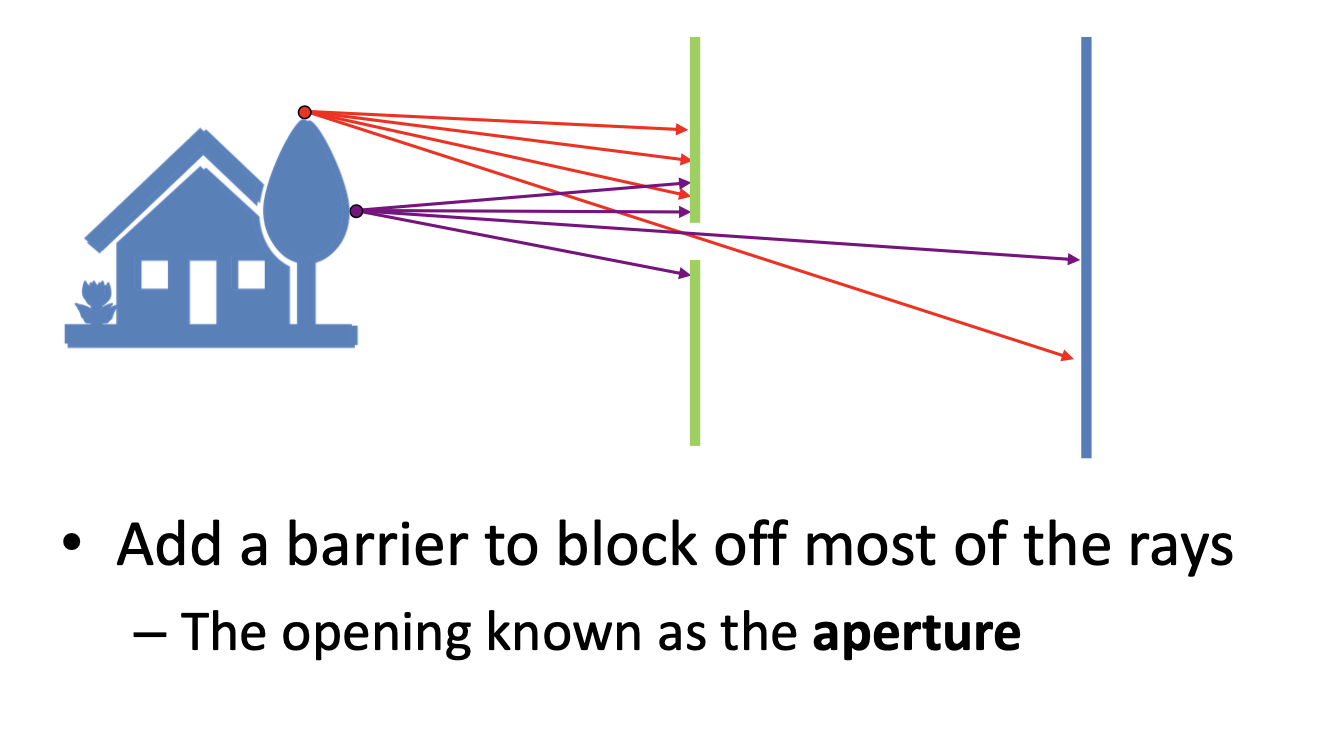 • Add a barrier to block off most of the rays
– The opening known as the aperture